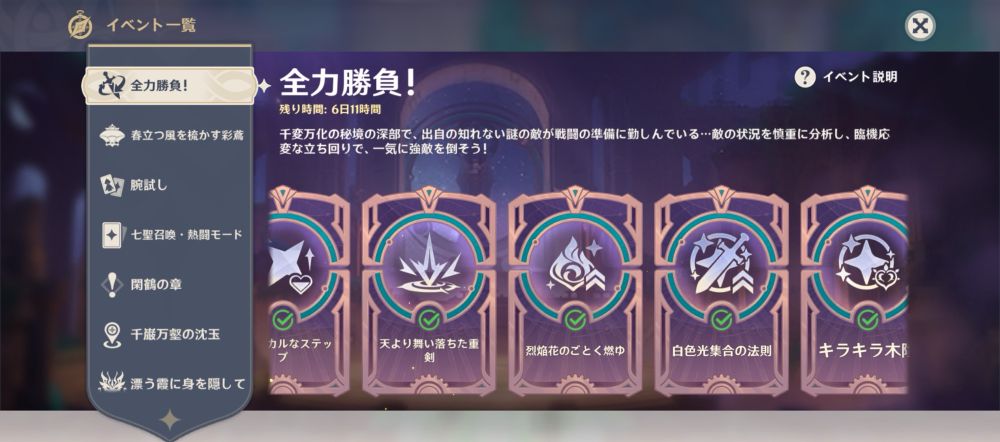 イベント一覧
全力勝負！
春立つ風を梳かす彩鳶
腕試し
七聖召喚・熱闘モード
閑鶴の章
千巌万壑の沈玉
漂う霞に身を隠して
全力勝負！
残り時間: 6日11時間
イベント説明
千変万化の秘境の深部で、出自の知れない謎の敵が戦闘の準備に勤しんでいる…敵の状況を慎重に分析し、臨機応
変な立ち回りで、一気に強敵を倒そう！
カルなステッ
プ
天より舞い落ちた重
剣
烈焔花のごとく燃ゆ
白色光集合の法則
キラキラ木